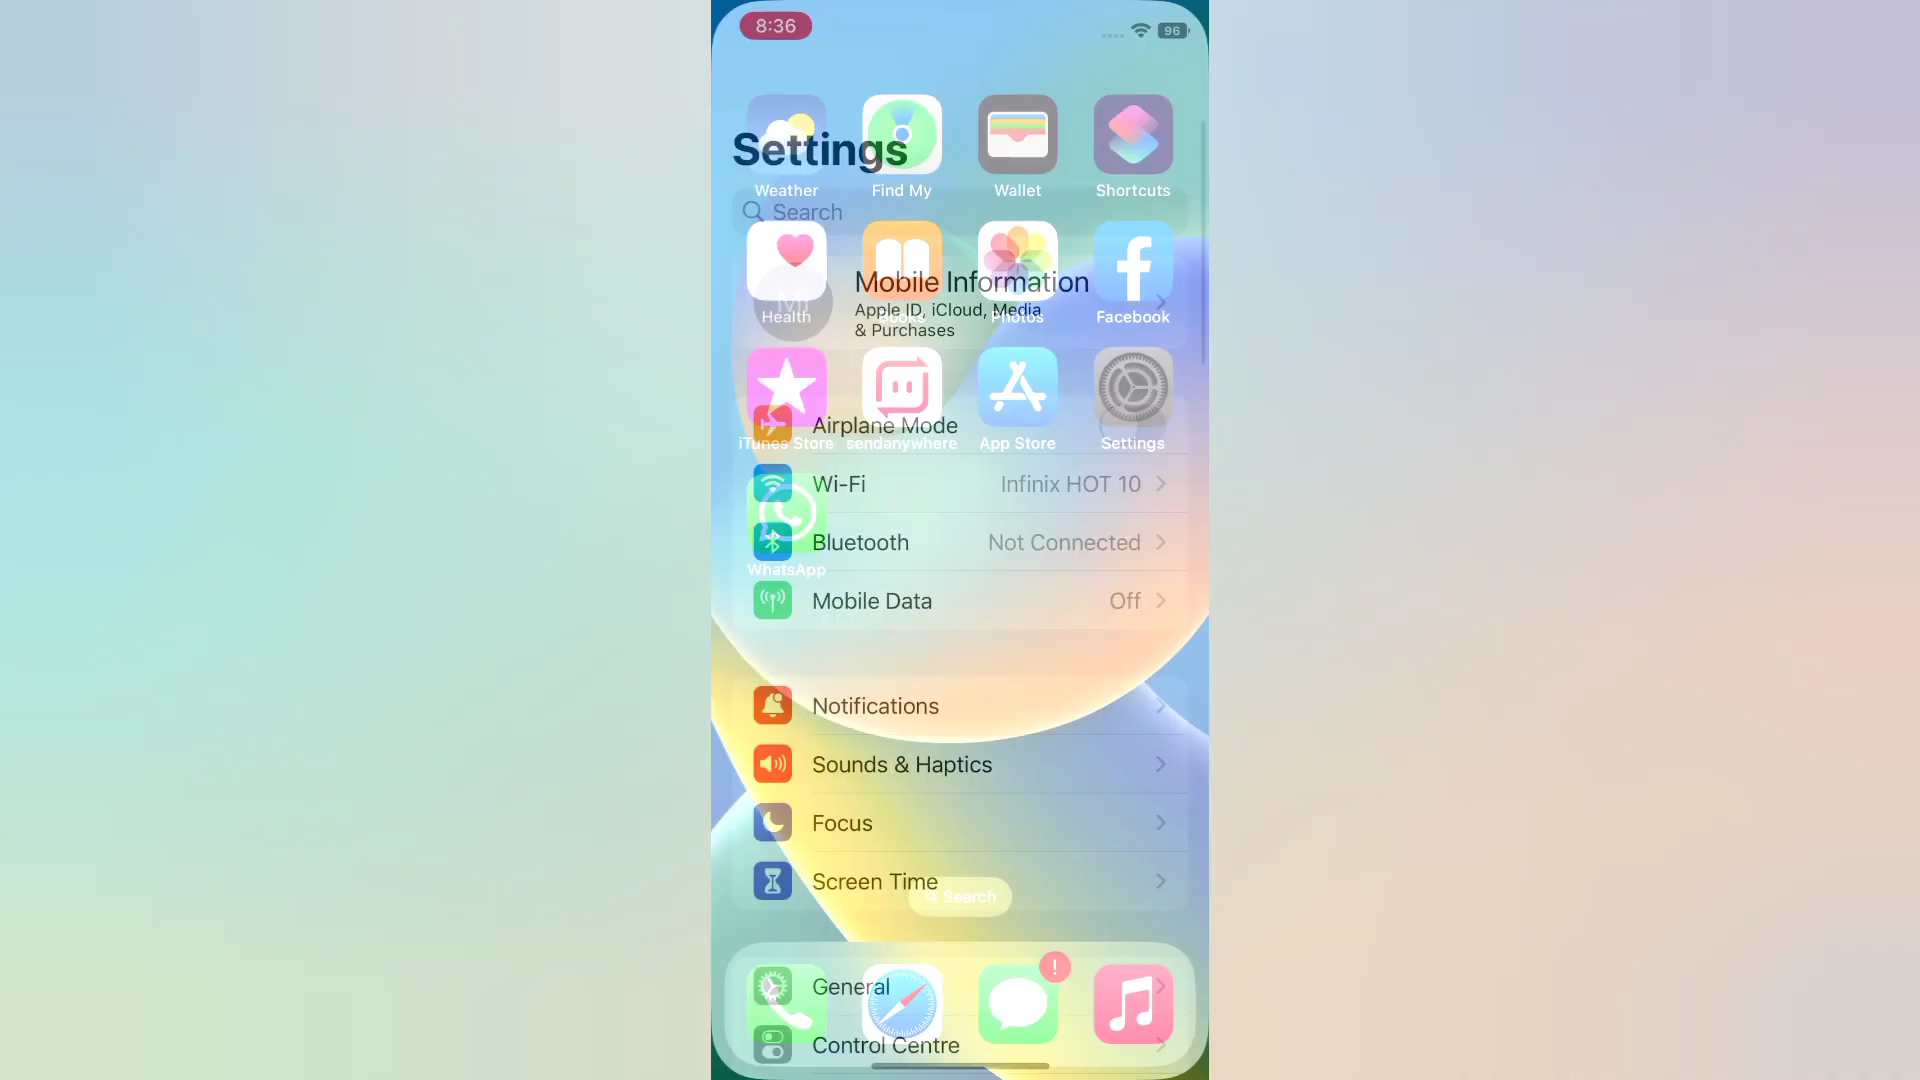 8:36
96
Settings
Weather
Find My
Wallet
Shortcuts
Search
Mobile Information
Apple ID, iCloud, Media
& Purchases
MI
Health
Books
Photos
Facebook
Airplane Mode
iTunes Store
sendanywhere
App Store
Settings
Wi-Fi
Infinix HOT 10
Bluetooth
Not Connected
WhatsApp
Mobile Data
Off
Notifications
Sounds & Haptics
Focus
Screen Time
Search
!
General
Control Centre